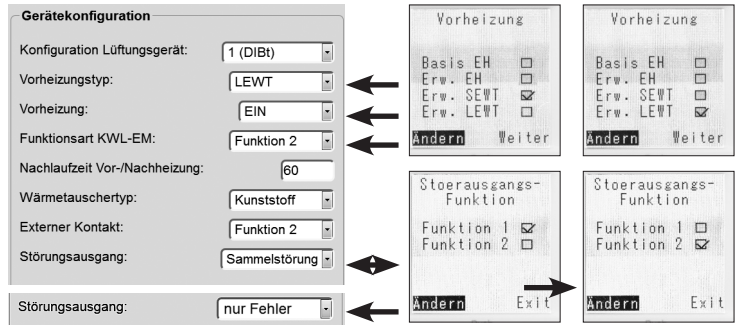 Gerätekonfiguration
Konfiguration Lüftungsgerät: 1 (DIBt)
Vorheizungstyp: LEWT
Vorheizung: EIN
Funktionsart KWL-EM: Funktion 2
Nachlaufzeit Vor-/Nachheizung: 60
Wärmetauschertyp: Kunststoff
Externer Kontakt: Funktion 2
Störungsausgang: Sammelstörung
Störungsausgang: nur Fehler
Vorheizung
Basis EH
Erw. EH
Erw. SEWT
Erw. LEWT
Ändern Weiter
Vorheizung
Basis EH
Erw. EH
Erw. SEWT
Erw. LEWT
Ändern Weiter
Stoerausgangs-
Funktion
Funktion 1
Funktion 2
Ändern Exit
Stoerausgangs-
Funktion
Funktion 1
Funktion 2
Ändern Exit